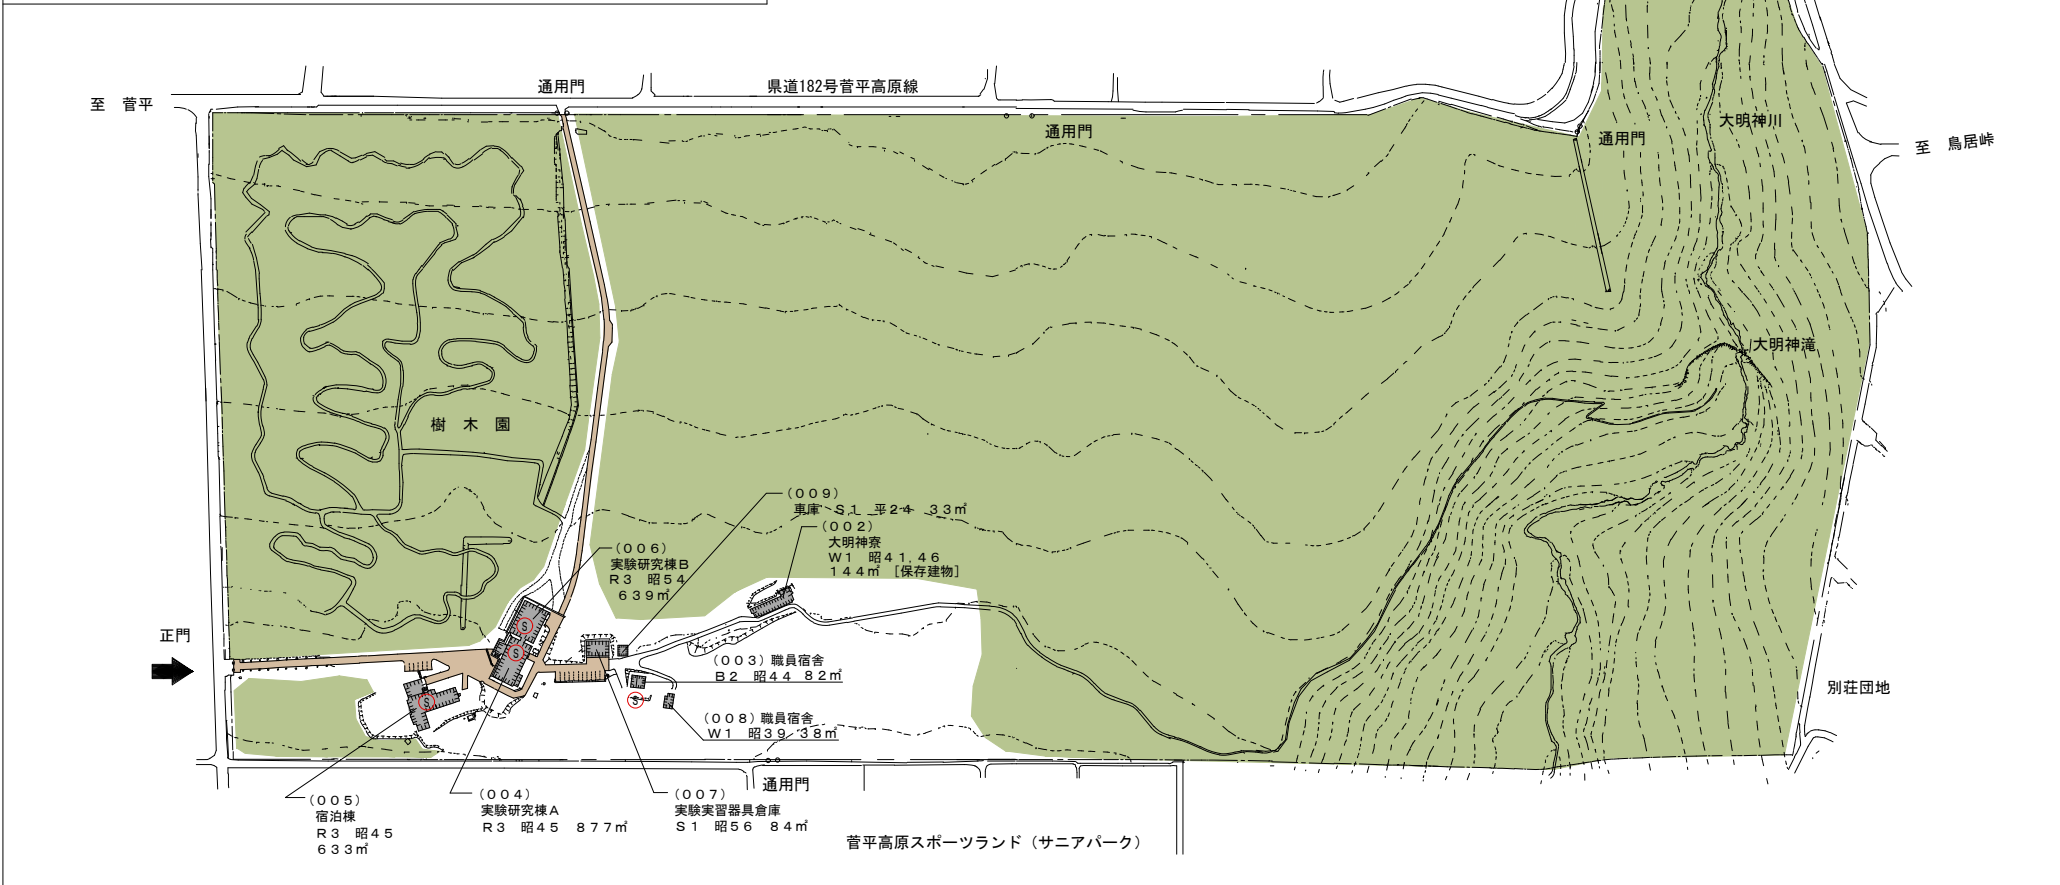 至　菅平
通用門
県道182号菅平高原線
通用門
通用門
大明神川
至　鳥居峠
大明神滝
樹　木　園
（００９）
車庫　Ｓ１　平２４　３３㎡
（００２）
大明神寮
Ｗ１　昭４１,４６
１４４㎡　［保存建物］
（００６）
実験研究棟Ｂ
Ｒ３　昭５４
６３９㎡
正門
（００３）職員宿舎
Ｂ２　昭４４　８２㎡
（００８）職員宿舎
Ｗ１　昭３９　３８㎡
Ｓ
Ｓ
Ｓ
Ｓ
別荘団地
通用門
（００５）
宿泊棟
Ｒ３　昭４５
６３３㎡
（００４）
実験研究棟Ａ
Ｒ３　昭４５　８７７㎡
（００７）
実験実習器具倉庫
Ｓ１　昭５６　８４㎡
菅平高原スポーツランド（サニアパーク）